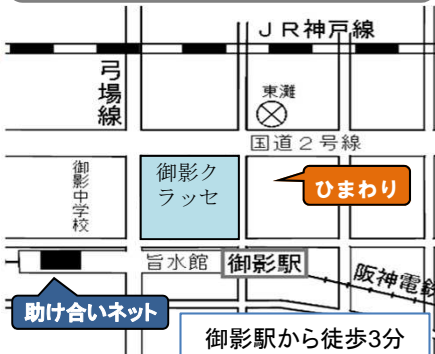 JR神戸線
弓場線
東灘
国道2号線
御影中学校
御影ク
ラッセ
ひまわり
旨水館
御影駅
阪神電鉄
助け合いネット
御影駅から徒歩3分